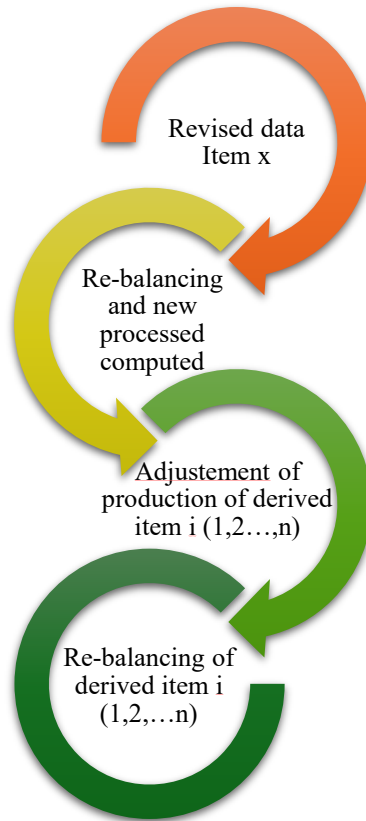 Revised data
Item x
Re-balancing
and new
processed
computed
Adjustement of
production of derived
item i (1,2…,n)
Re-balancing of
derived item i
(1,2,…n)